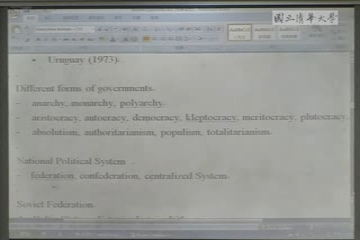 國立清華大學
• Uruguay (1973).
Different forms of governments
- anarchy, monarchy, polyarchy
- aristocracy, autocracy, democracy, kleptocracy, meritocracy, plutocracy,
- absolutism, authoritarianism, populism, totalitarianism.
National Political System
- federation, confederation, centralized System
Soviet Federation